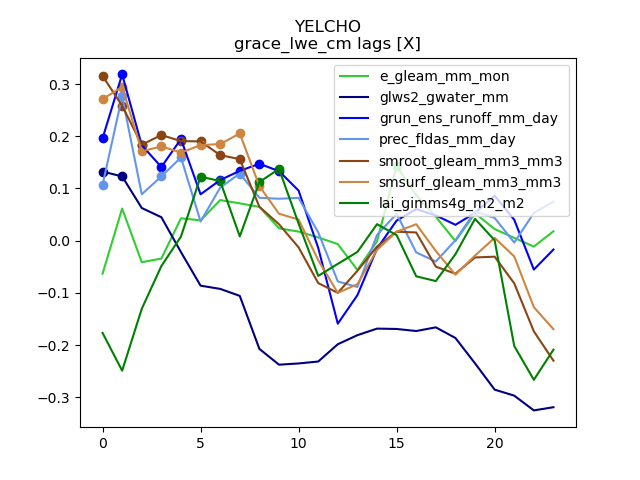 YELCHO
grace_lwe_cm lags [X]
e_gleam_mm_mon
glws2_gwater_mm
grun_ens_runoff_mm_day
prec_fldas_mm_day
smroot_gleam_mm3_mm3
smsurf_gleam_mm3_mm3
lai_gimms4g_m2_m2
0.3
0.2
0.1
0.0
−0.1
−0.2
−0.3
0 5 10 15 20